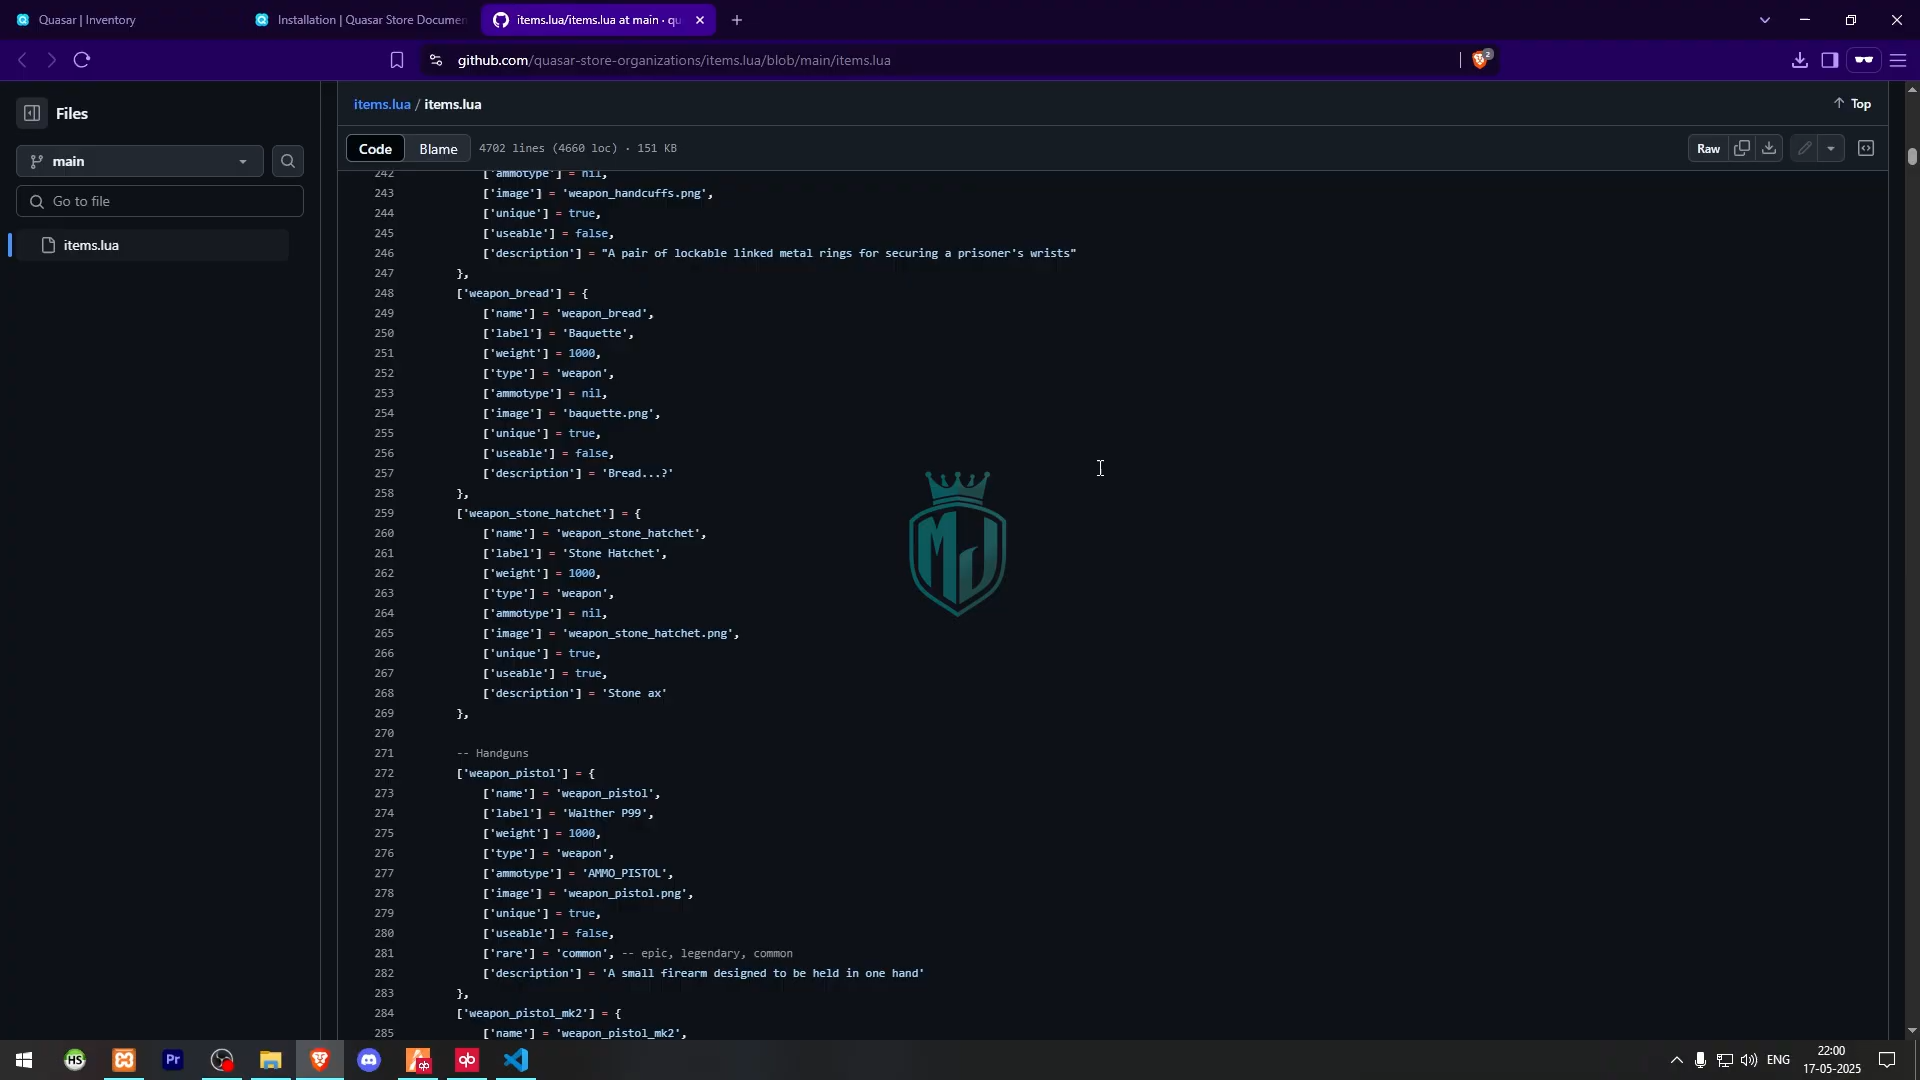 Quasar | Inventory
Installation | Quasar Store Documen
items.lua/items.lua at main · qu
github.com/quasar-store-organizations/items.lua/blob/main/items.lua
2
Files
main
Go to file
items.lua
items.lua / items.lua
Top
Code
Blame
4702 lines (4660 loc) · 151 KB
Raw
242 ['ammotype'] = nil,
243 ['image'] = 'weapon_handcuffs.png',
244 ['unique'] = true,
245 ['useable'] = false,
246 ['description'] = "A pair of lockable linked metal rings for securing a prisoner's wrists"
247 },
248 ['weapon_bread'] = {
249 ['name'] = 'weapon_bread',
250 ['label'] = 'Baquette',
251 ['weight'] = 1000,
252 ['type'] = 'weapon',
253 ['ammotype'] = nil,
254 ['image'] = 'baquette.png',
255 ['unique'] = true,
256 ['useable'] = false,
257 ['description'] = 'Bread...?'
258 },
259 ['weapon_stone_hatchet'] = {
260 ['name'] = 'weapon_stone_hatchet',
261 ['label'] = 'Stone Hatchet',
262 ['weight'] = 1000,
263 ['type'] = 'weapon',
264 ['ammotype'] = nil,
265 ['image'] = 'weapon_stone_hatchet.png',
266 ['unique'] = true,
267 ['useable'] = true,
268 ['description'] = 'Stone ax'
269 },
270
271 -- Handguns
272 ['weapon_pistol'] = {
273 ['name'] = 'weapon_pistol',
274 ['label'] = 'Walther P99',
275 ['weight'] = 1000,
276 ['type'] = 'weapon',
277 ['ammotype'] = 'AMMO_PISTOL',
278 ['image'] = 'weapon_pistol.png',
279 ['unique'] = true,
280 ['useable'] = false,
281 ['rare'] = 'common', -- epic, legendary, common
282 ['description'] = 'A small firearm designed to be held in one hand'
283 },
284 ['weapon_pistol_mk2'] = {
285 ['name'] = 'weapon_pistol_mk2',
MJ
HS
Pr
qb
qb
ENG
22:00
17-05-2025